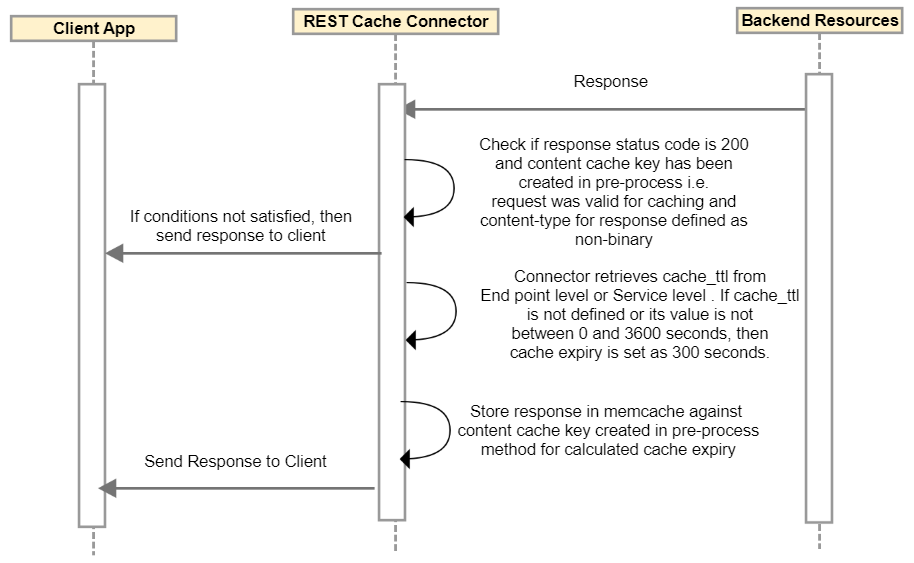 Client App
REST Cache Connector
Backend Resources
Response
Check if response status code is 200
and content cache key has been
created in pre-process i.e.
request was valid for caching and
content-type for response defined as
non-binary
If conditions not satisfied, then
send response to client
Connector retrieves cache_ttl from
End point level or Service level . If cache_ttl
is not defined or its value is not
between 0 and 3600 seconds, then
cache expiry is set as 300 seconds.
Store response in memcache against
content cache key created in pre-process
method for calculated cache expiry
Send Response to Client